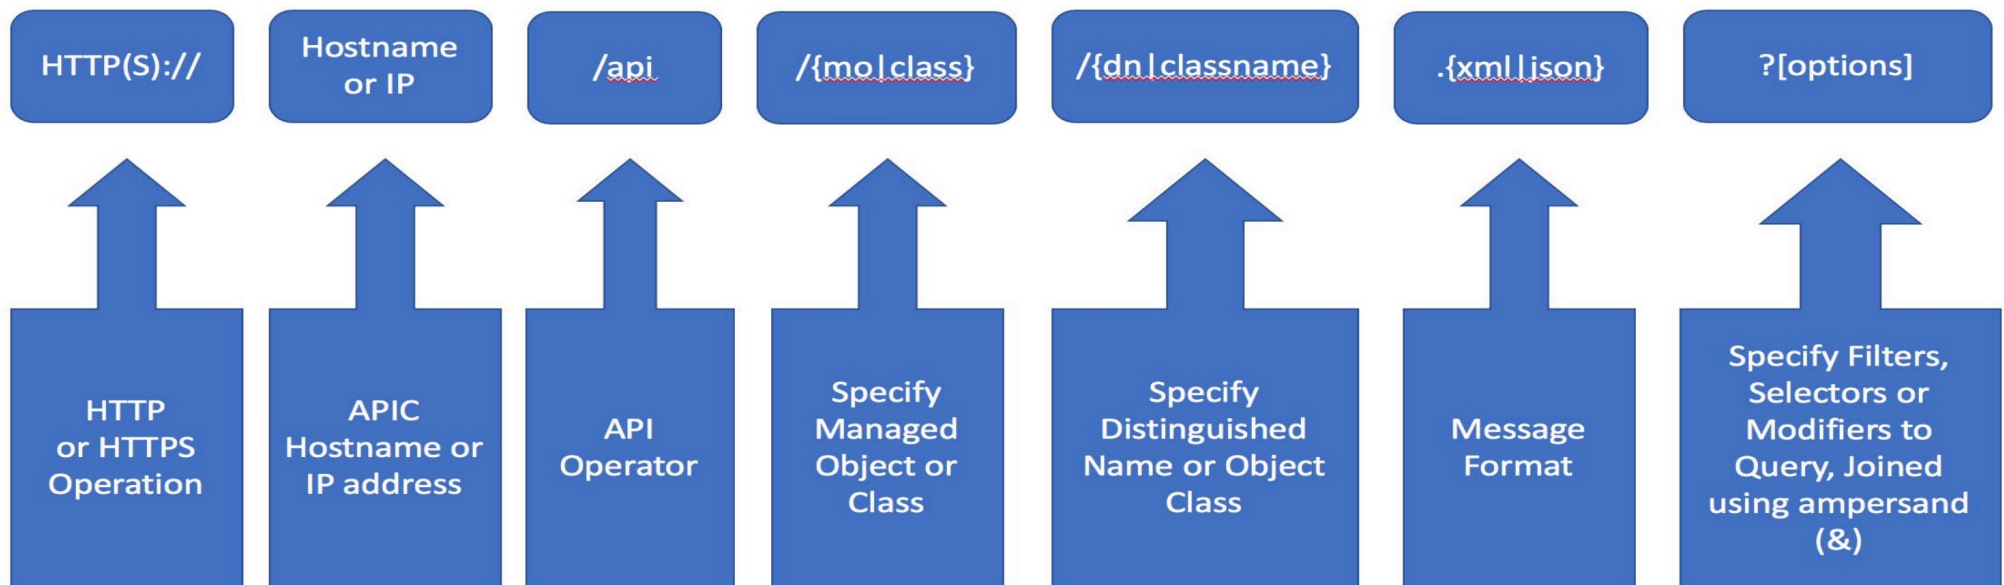 HTTP(S)://
Hostname
or IP
/api
/{mo|class}
/{dn|classname}
.{xml|json}
?[options]
HTTP
or HTTPS
Operation
APIC
Hostname or
IP address
API
Operator
Specify
Managed
Object or
Class
Specify
Distinguished
Name or Object
Class
Message
Format
Specify Filters,
Selectors or
Modifiers to
Query, Joined
using ampersand
(&)